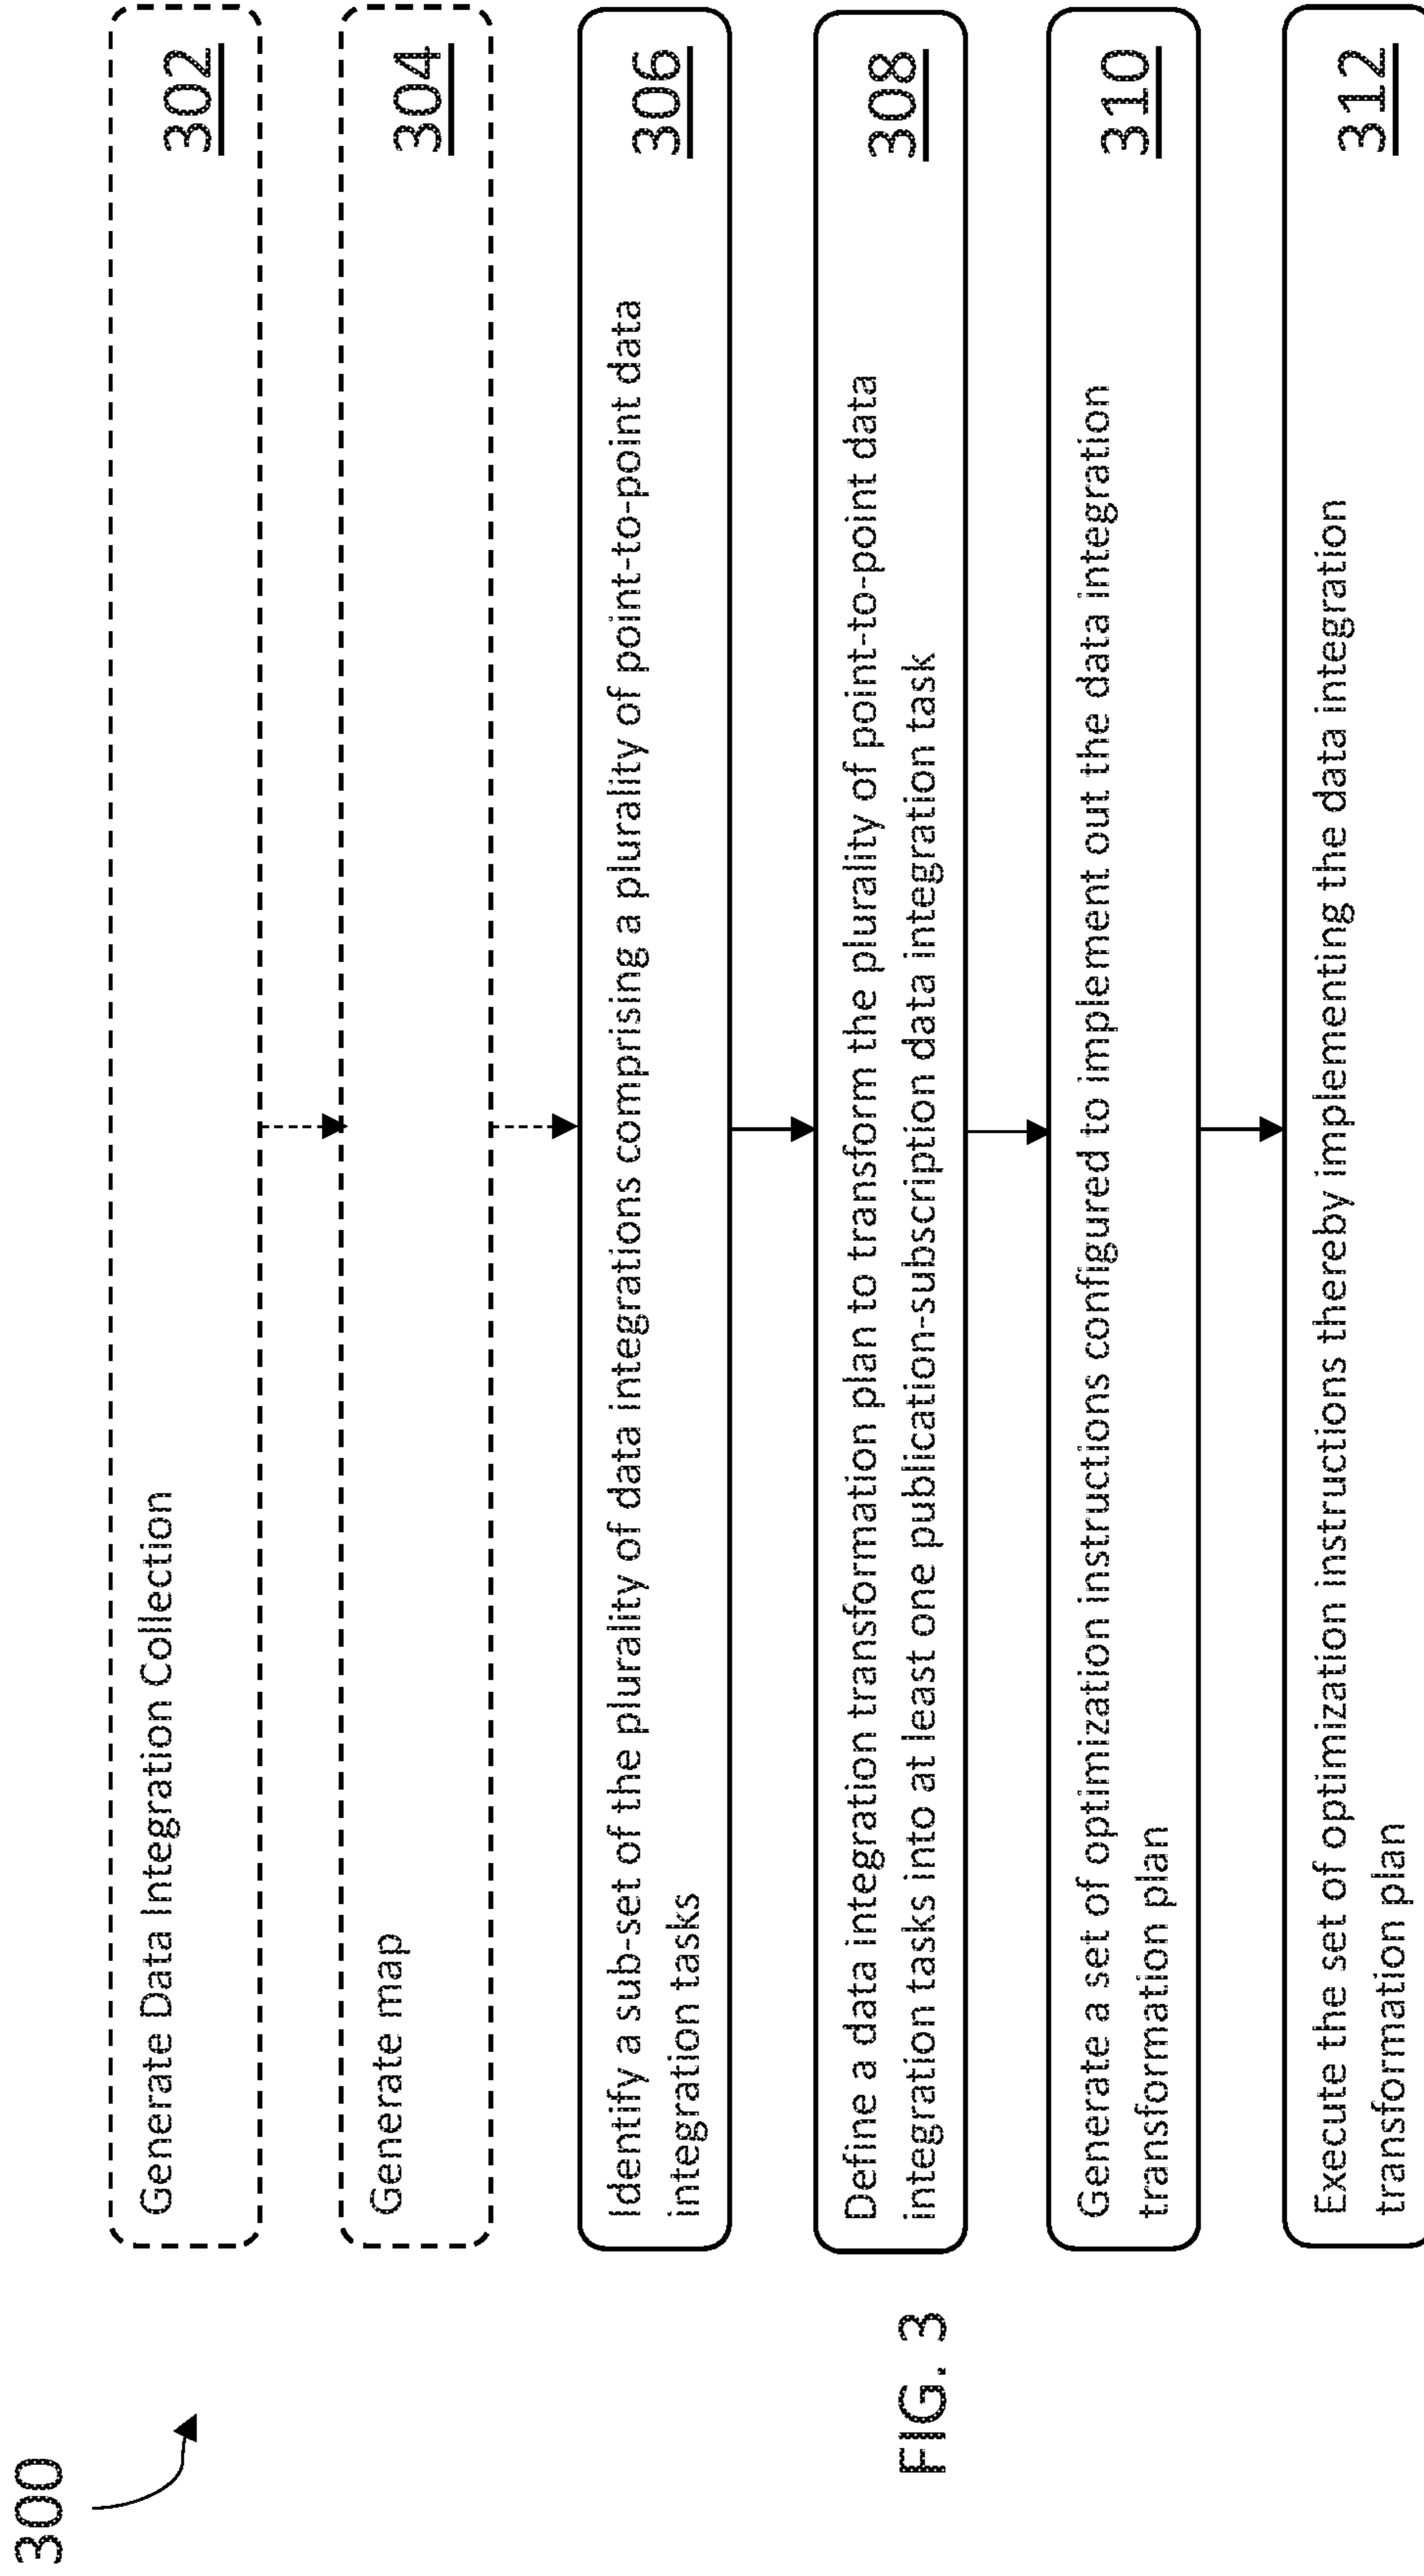 300
Generate Data Integration Collection
302
Generate map
304
Identify a sub-set of the plurality of data integrations comprising a plurality of point-to-point data
integration tasks
306
Define a data integration transformation plan to transform the plurality of point-to-point data
integration tasks into at least one publication-subscription data integration task
308
Generate a set of optimization instructions configured to implement out the data integration
transformation plan
310
Execute the set of optimization instructions thereby implementing the data integration
transformation plan
312
FIG. 3